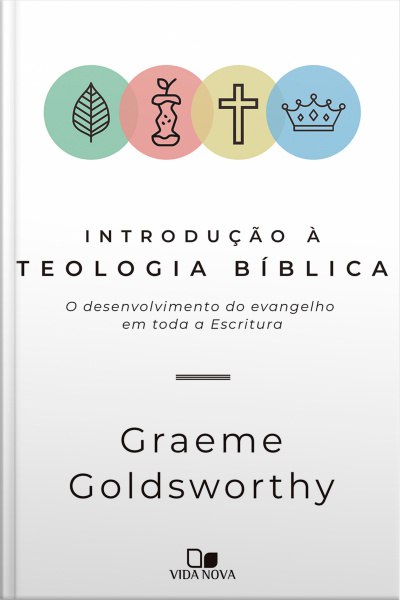 INTRODUÇÃO À
TEOLOGIA BÍBLICA
O desenvolvimento do evangelho
em toda a Escritura
Graeme
Goldsworthy
VIDA NOVA